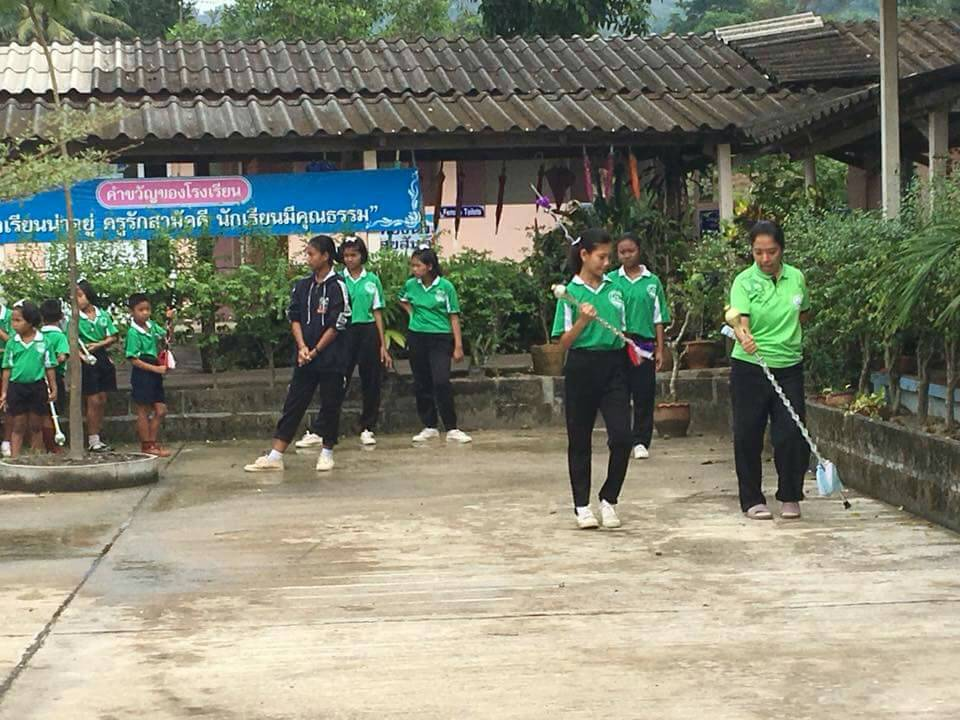 คำขวัญของโรงเรียน
เรียนน่าอยู่ ครูรักสามัคคี นักเรียนมีคุณธรรม”
Female Toilets